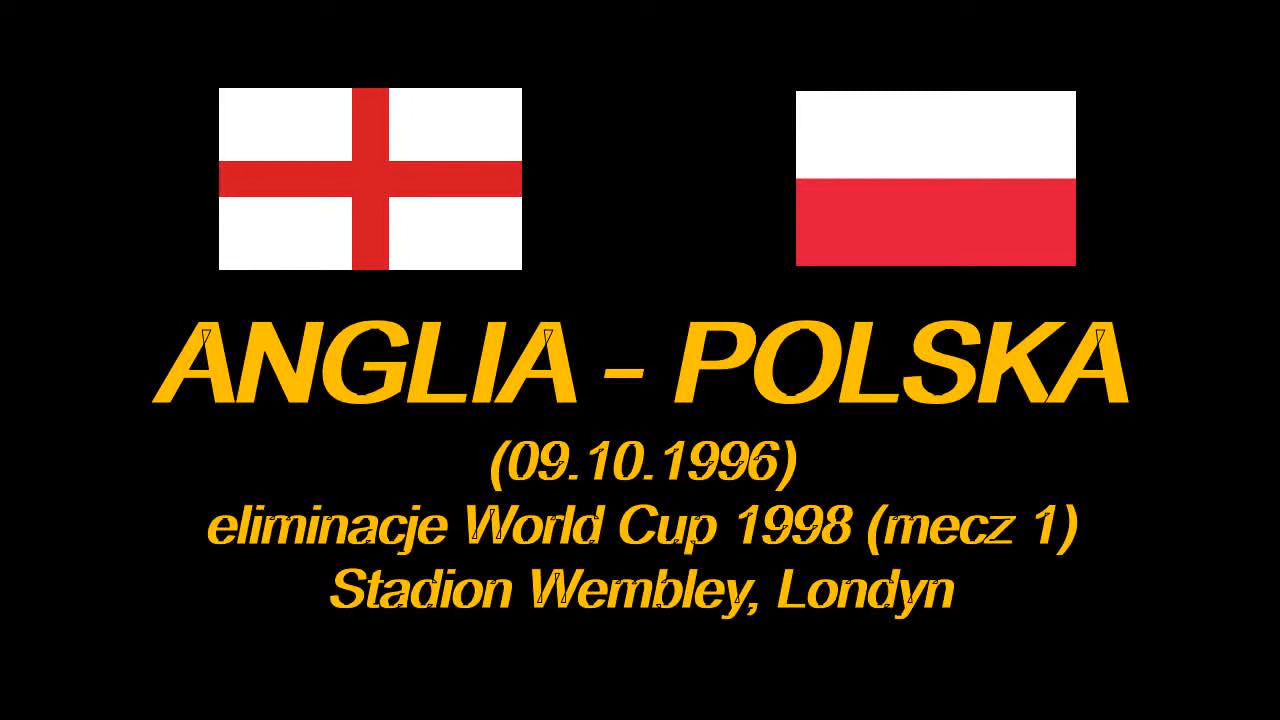 ANGLIA - POLSKA
(09.10.1996)
eliminacje World Cup 1998 (mecz 1)
Stadion Wembley, Londyn